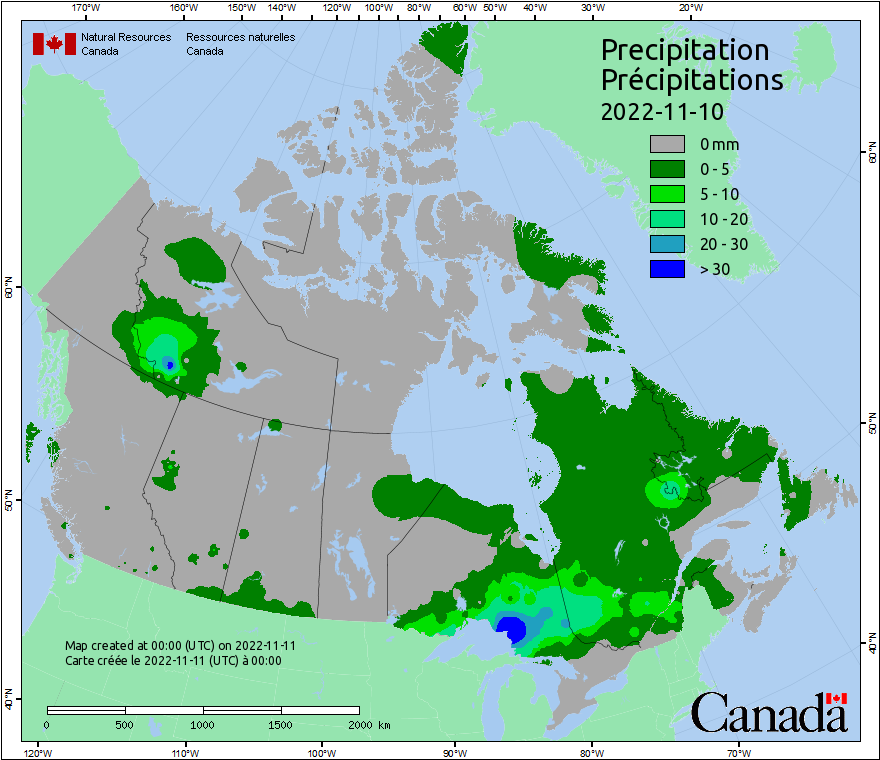 170°W 160°W 150°W 140°W 130°W 120°W 110°W 100°W 90°W 80°W 60°W 50°W 40°W 30°W 20°W
Natural Resources Canada
Ressources naturelles Canada
Precipitation
Précipitations
2022-11-10
0 mm
0 - 5
5 - 10
10 - 20
20 - 30
> 30
60°N
50°N
40°N
60°N
50°N
40°N
Map created at 00:00 (UTC) on 2022-11-11
Carte créée le 2022-11-11 (UTC) à 00:00
0 500 1000 1500 2000 km
Canada
120°W 110°W 100°W 90°W 80°W 70°W